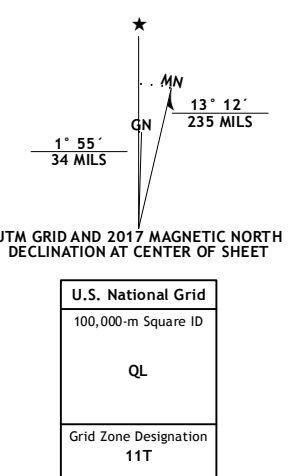 ★
MN
GN
13° 12´
235 MILS
1° 55´
34 MILS
UTM GRID AND 2017 MAGNETIC NORTH
DECLINATION AT CENTER OF SHEET
U.S. National Grid
100,000-m Square ID
QL
Grid Zone Designation
11T